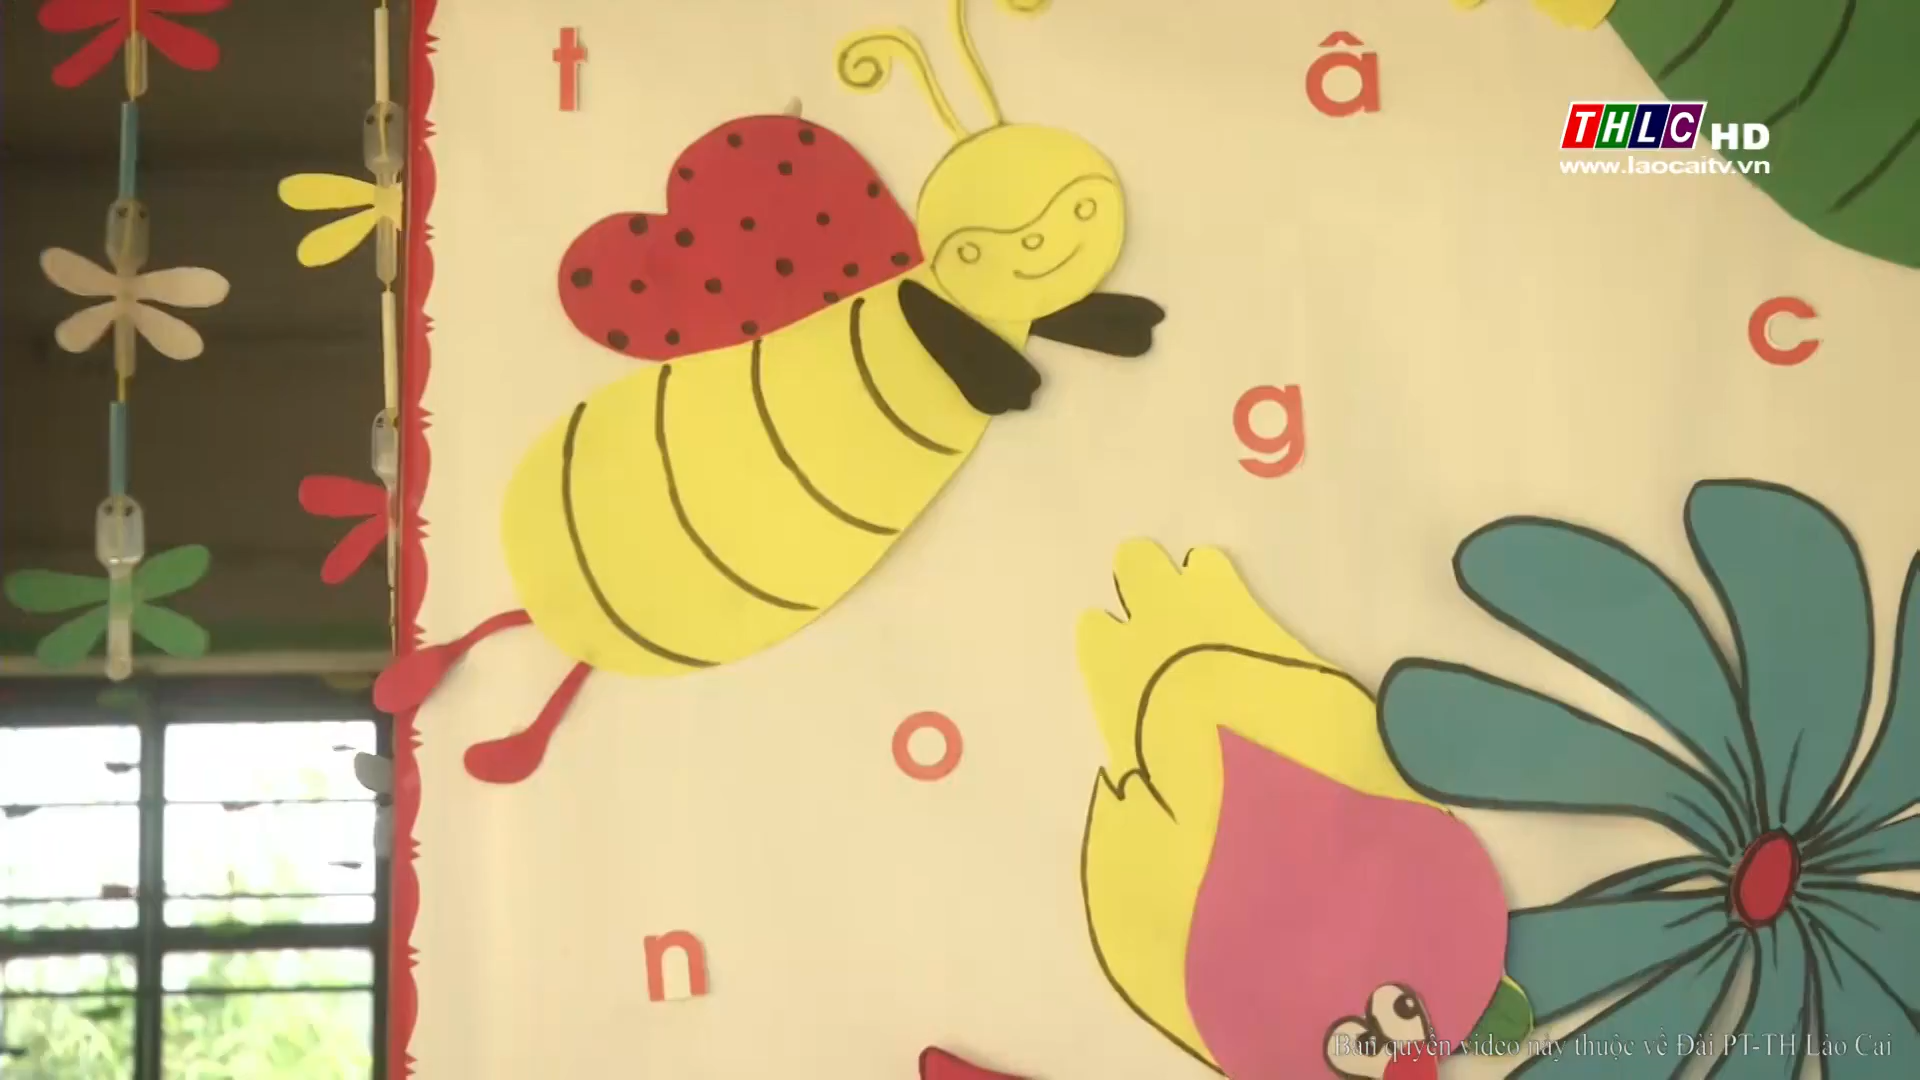 t
â
THLC HD
www.laocaitv.vn
c
g
o
n
Bản quyền video này thuộc về Đài PT-TH Lào Cai